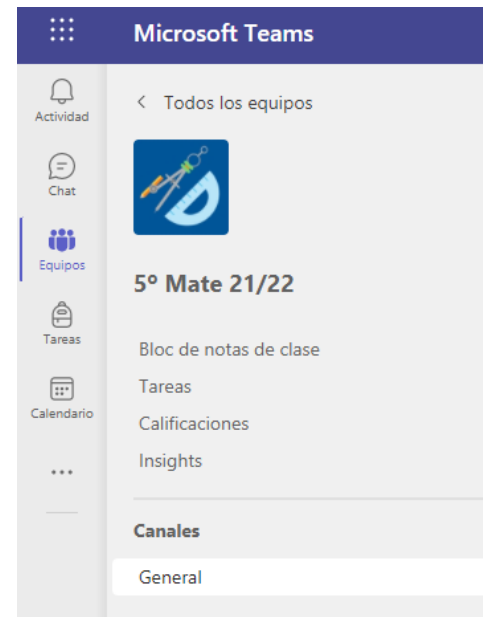 Microsoft Teams
Actividad
Chat
Equipos
Tareas
Calendario
Todos los equipos
5º Mate 21/22
Bloc de notas de clase
Tareas
Calificaciones
Insights
Canales
General